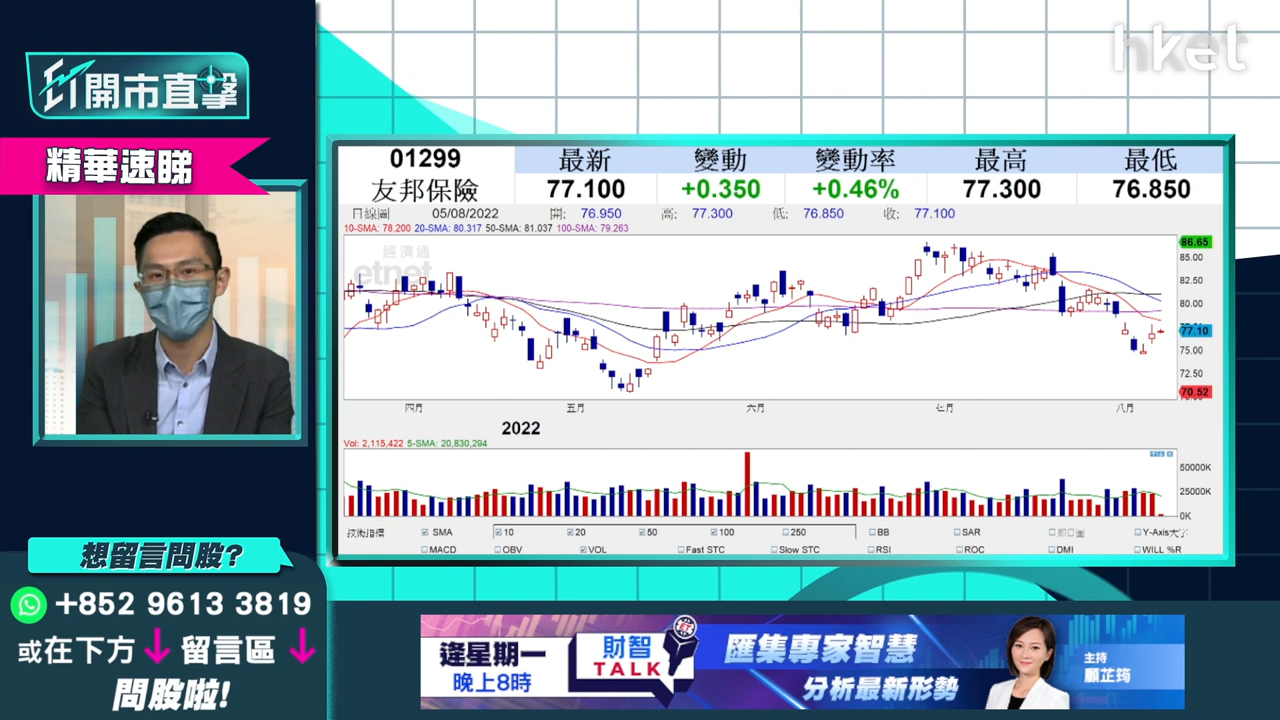 hket
ET開市直擊
精華速睇
01299
友邦保險
最新 變動 變動率 最高 最低
77.100 +0.350 +0.46% 77.300 76.850
日線圖 05/08/2022 開: 76.950 高: 77.300 低: 76.850 收: 77.100
10-SMA: 78.200 20-SMA: 80.317 50-SMA: 81.037 100-SMA: 79.263
經濟通
etnet
86.65
85.00
82.50
80.00
77.10
75.00
72.50
70.52
四月 五月 六月 七月 八月
2022
Vol: 2,115,422 5-SMA: 20,830,294
50000K
25000K
0K
技術指標 SMA 10 20 50 100 250 BB SAR Y-Axis大
MACD OBV VOL Fast STC Slow STC RSI ROC DMI WILL %R
想留言問股?
+852 9613 3819
或在下方 留言區
問股啦!
逢星期一
晚上8時
財智
TALK
匯集專家智慧
分析最新形勢
主持
顧芷筠